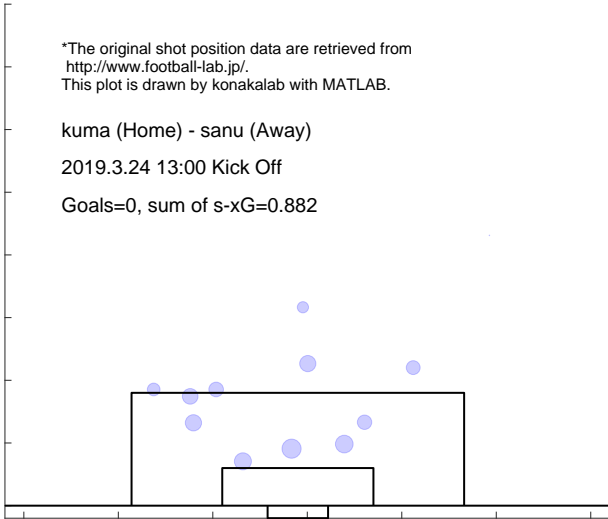 *The original shot position data are retrieved from
http://www.football-lab.jp/.
This plot is drawn by konakalab with MATLAB.
kuma (Home) - sanu (Away)
2019.3.24 13:00 Kick Off
Goals=0, sum of s-xG=0.882